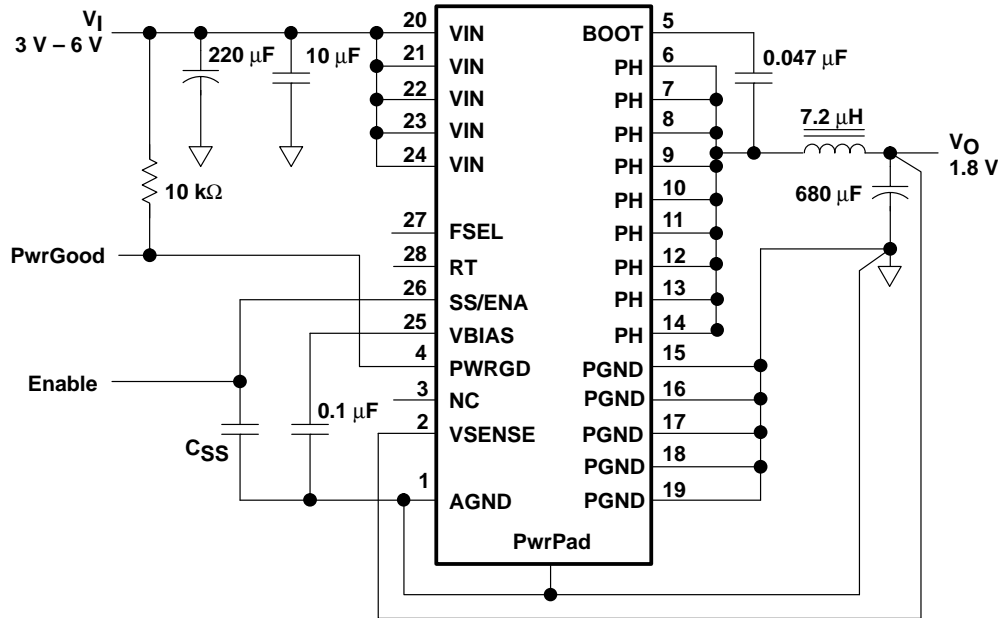 VI
3 V – 6 V
220 μF
10 μF
10 kΩ
PwrGood
Enable
CSS
0.1 μF
20 VIN
21 VIN
22 VIN
23 VIN
24 VIN
27 FSEL
28 RT
26 SS/ENA
25 VBIAS
4 PWRGD
3 NC
2 VSENSE
1 AGND
PwrPad
BOOT 5
PH 6
PH 7
PH 8
PH 9
PH 10
PH 11
PH 12
PH 13
PH 14
PGND 15
PGND 16
PGND 17
PGND 18
PGND 19
0.047 μF
7.2 μH
VO
1.8 V
680 μF